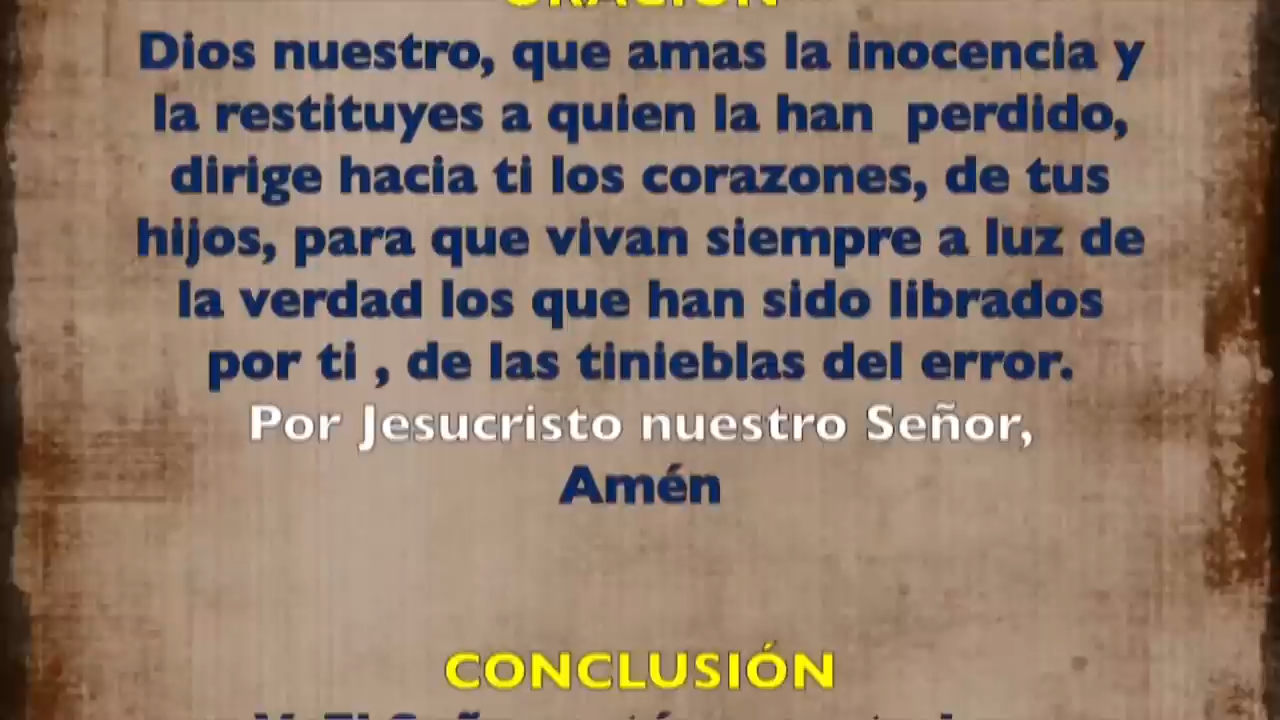 ORACIÓN
Dios nuestro, que amas la inocencia y
la restituyes a quien la han perdido,
dirige hacia ti los corazones, de tus
hijos, para que vivan siempre a luz de
la verdad los que han sido librados
por ti , de las tinieblas del error.
Por Jesucristo nuestro Señor,
Amén
CONCLUSIÓN